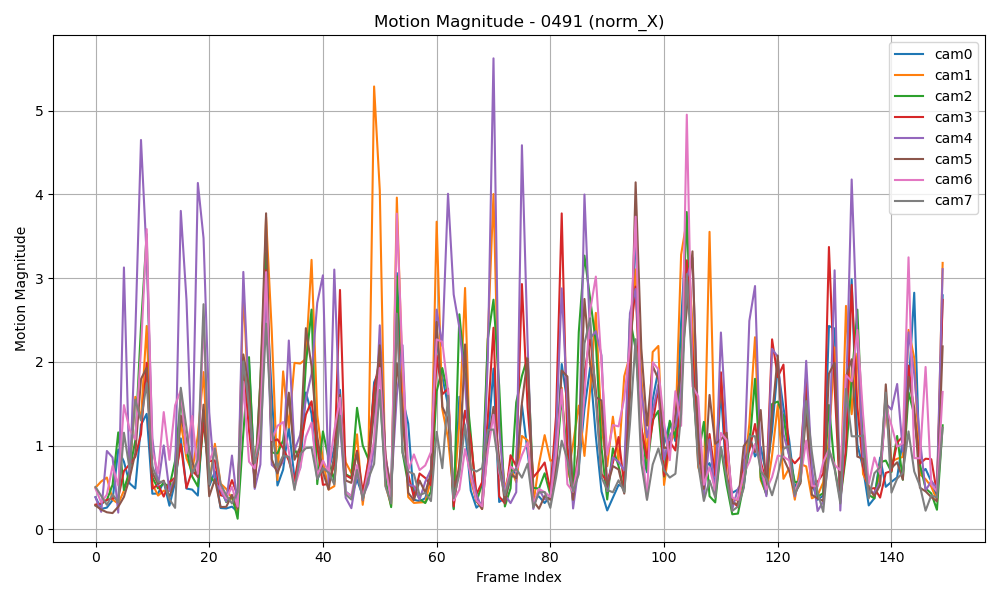 Motion Magnitude - 0491 (norm_X)
Motion Magnitude
5
4
3
2
1
0
cam0
cam1
cam2
cam3
cam4
cam5
cam6
cam7
0 20 40 60 80 100 120 140
Frame Index